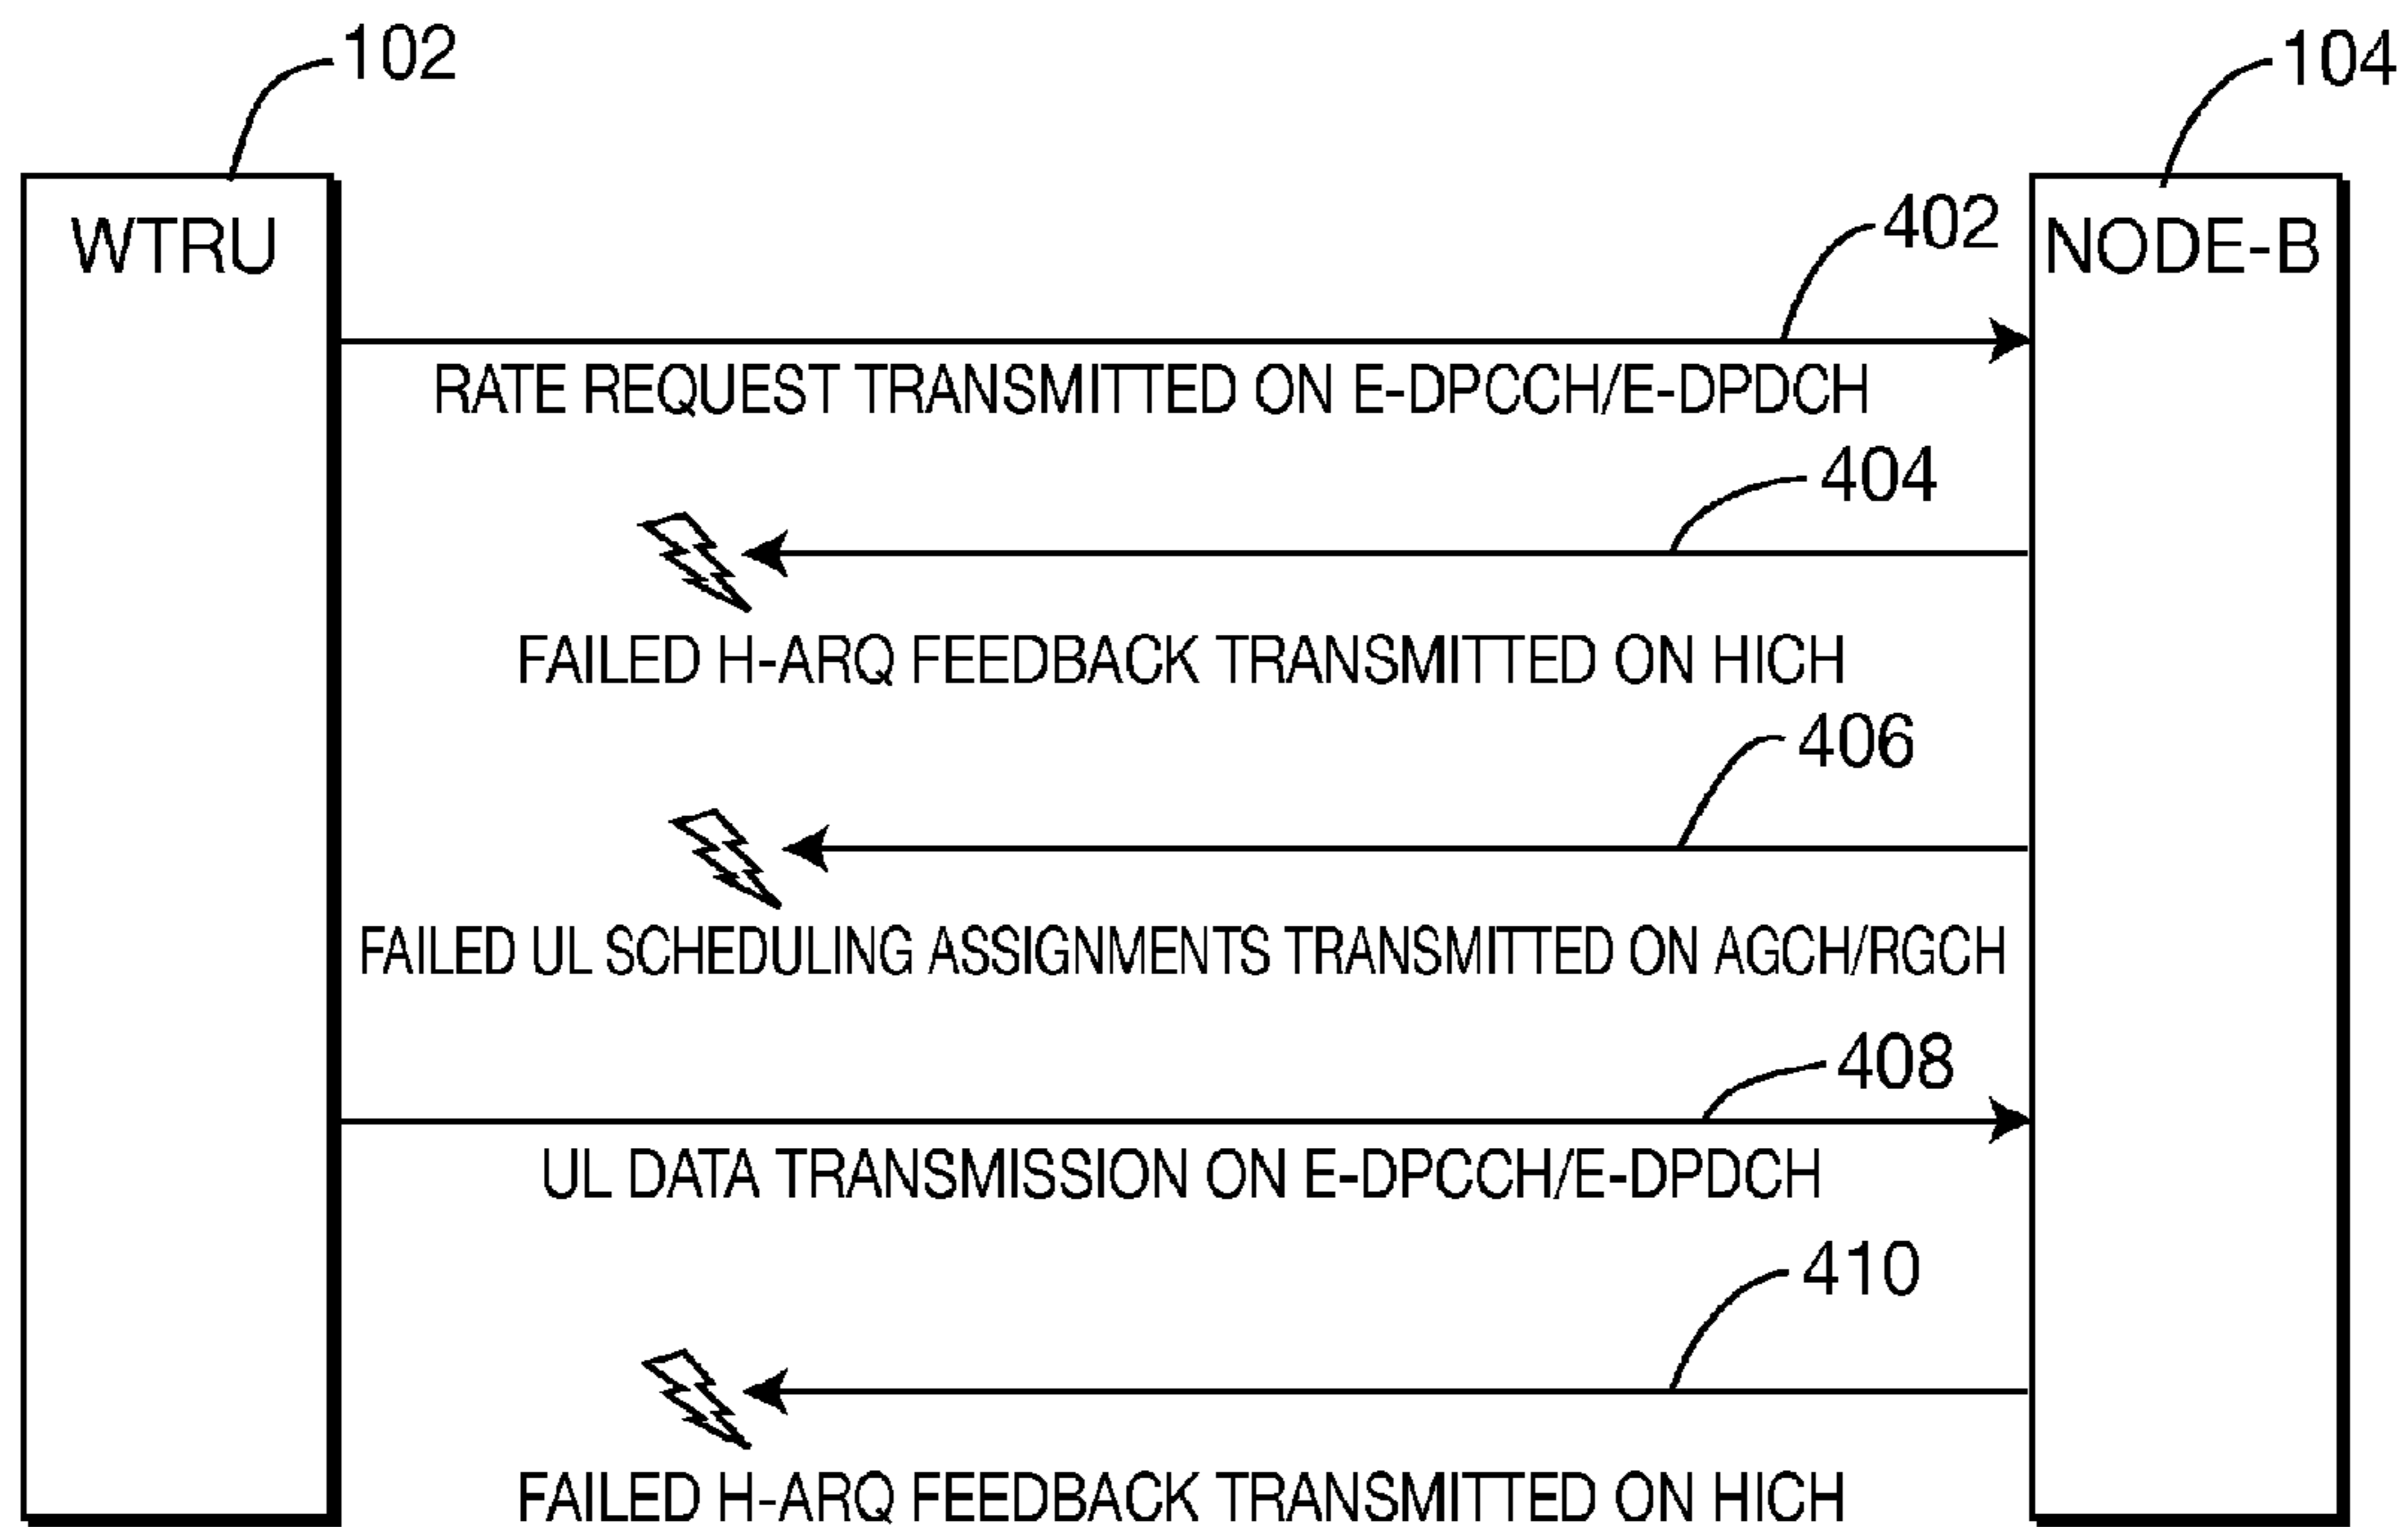 102
104
WTRU
402
NODE-B
RATE REQUEST TRANSMITTED ON E-DPCCH/E-DPDCH
404
FAILED H-ARQ FEEDBACK TRANSMITTED ON HICH
406
FAILED UL SCHEDULING ASSIGNMENTS TRANSMITTED ON AGCH/RGCH
408
UL DATA TRANSMISSION ON E-DPCCH/E-DPDCH
410
FAILED H-ARQ FEEDBACK TRANSMITTED ON HICH